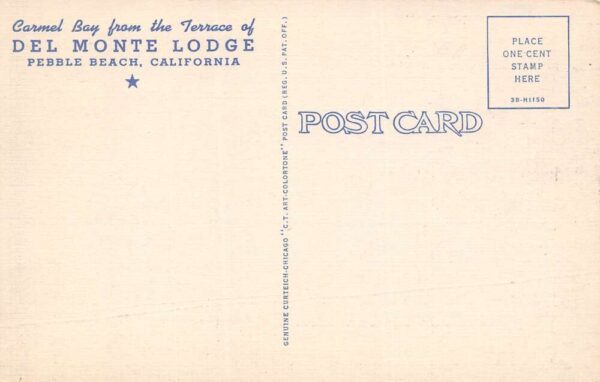 Carmel Bay from the Terrace of
DEL MONTE LODGE
PEBBLE BEACH, CALIFORNIA
GENUINE CURTEICH-CHICAGO "C.T. ART-COLORTONE" POST CARD (REG. U.S. PAT. OFF.)
POST CARD
PLACE
ONE CENT
STAMP
HERE
3B-H1150